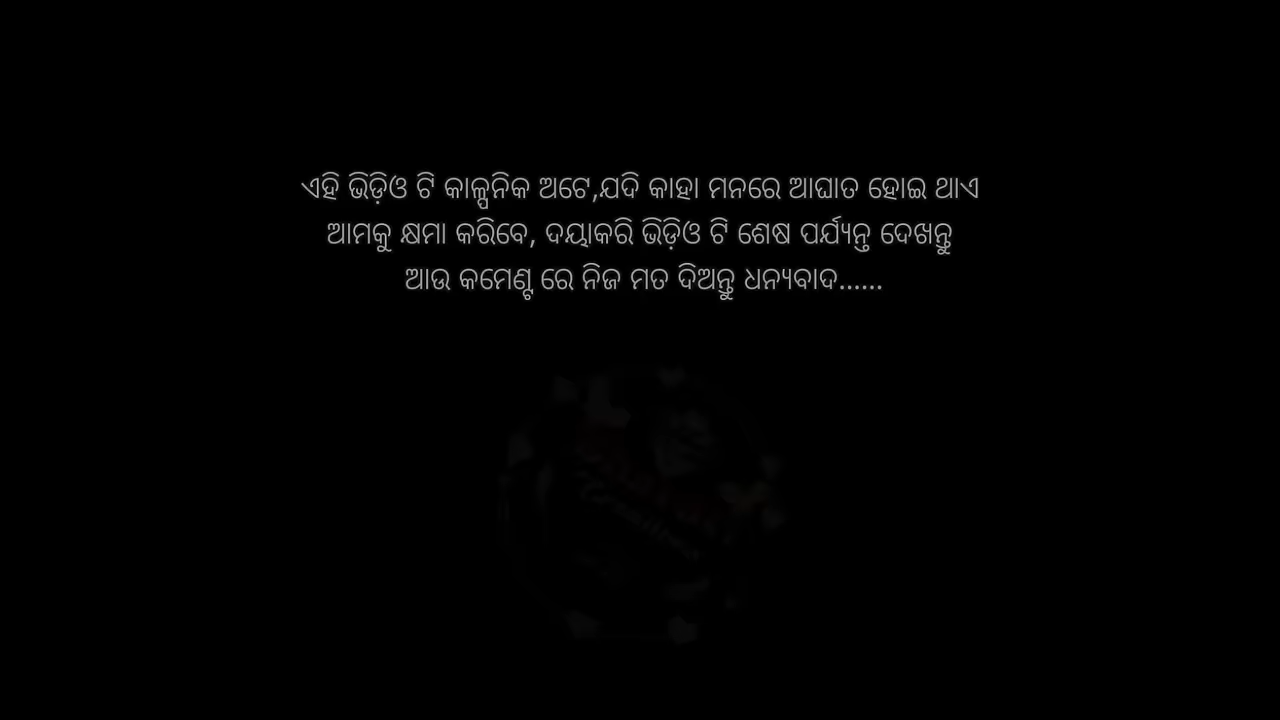 ଏହି ଭିଡ଼ିଓ ଟି କାଳ୍ପନିକ ଅଟେ,ଯଦି କାହା ମନରେ ଆଘାତ ହୋଇ ଥାଏ
ଆମକୁ କ୍ଷମା କରିବେ, ଦୟାକରି ଭିଡ଼ିଓ ଟି ଶେଷ ପର୍ଯ୍ୟନ୍ତ ଦେଖନ୍ତୁ
ଆଉ କମେଣ୍ଟ ରେ ନିଜ ମତ ଦିଅନ୍ତୁ ଧନ୍ୟବାଦ......